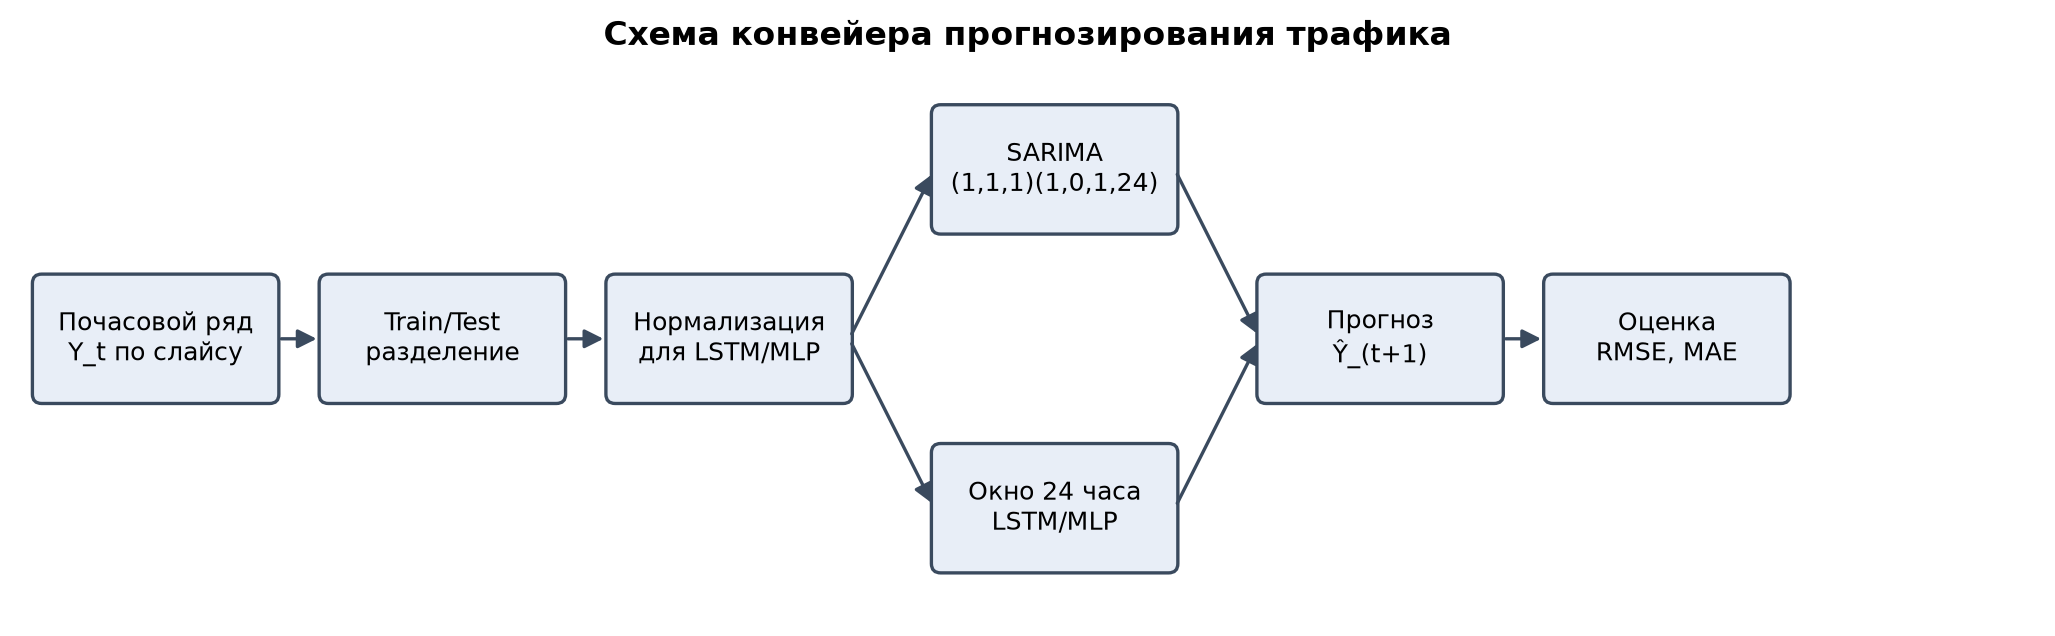 Схема конвейера прогнозирования трафика
Почасовой ряд
Y_t по слайсу
Train/Test
разделение
Нормализация
для LSTM/MLP
SARIMA
(1,1,1)(1,0,1,24)
Окно 24 часа
LSTM/MLP
Прогноз
Ŷ_(t+1)
Оценка
RMSE, MAE